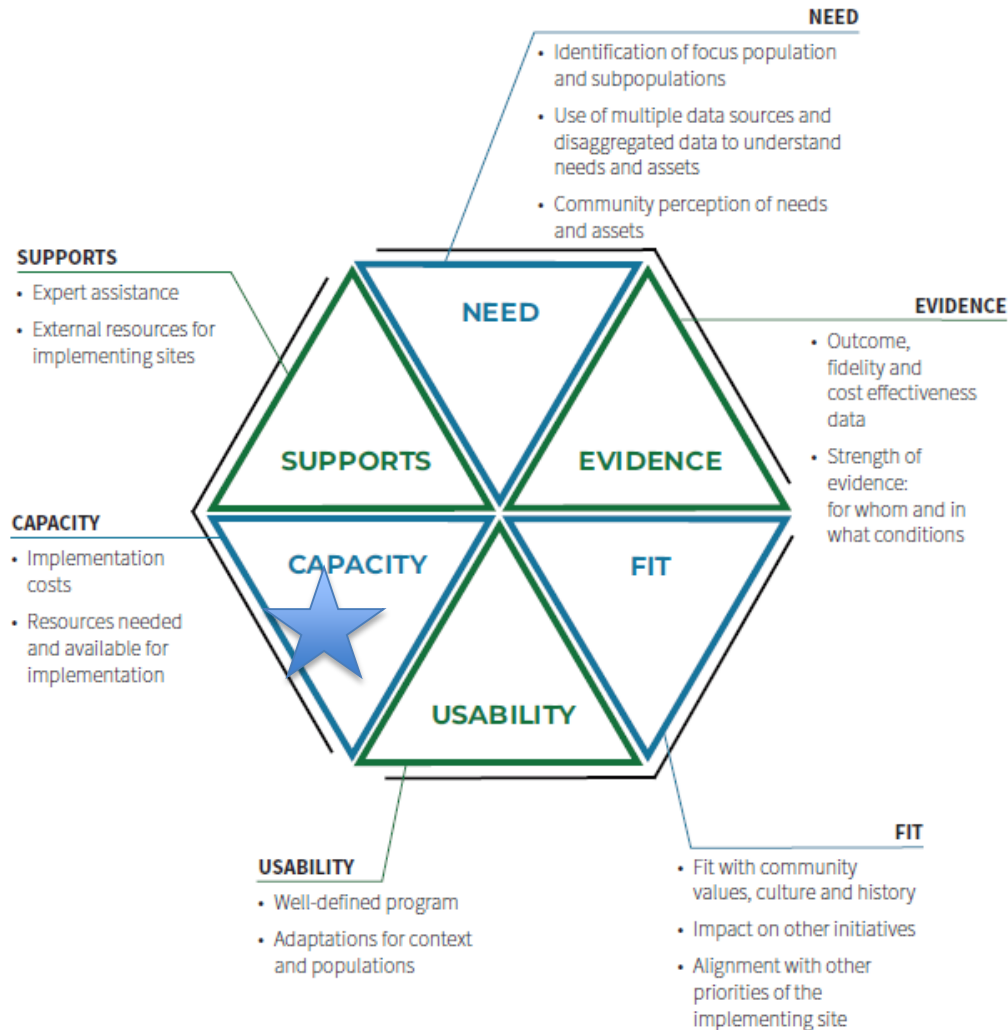 NEED
• Identification of focus population
and subpopulations
• Use of multiple data sources and
disaggregated data to understand
needs and assets
• Community perception of needs
and assets
SUPPORTS
• Expert assistance
• External resources for
implementing sites
EVIDENCE
• Outcome,
fidelity and
cost effectiveness
data
• Strength of
evidence:
for whom and in
what conditions
NEED
SUPPORTS
EVIDENCE
CAPACITY
FIT
USABILITY
CAPACITY
• Implementation
costs
• Resources needed
and available for
implementation
USABILITY
• Well-defined program
• Adaptations for context
and populations
FIT
• Fit with community
values, culture and history
• Impact on other initiatives
• Alignment with other
priorities of the
implementing site